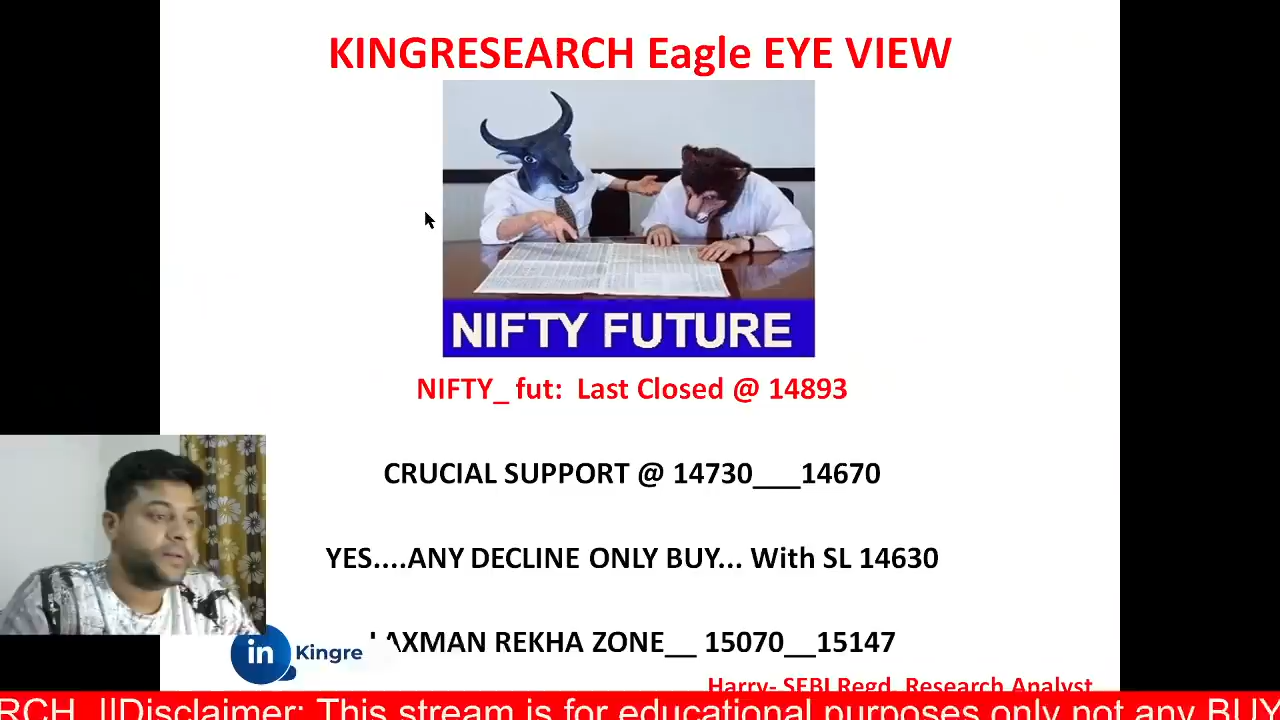 KINGRESEARCH Eagle EYE VIEW
NIFTY FUTURE
NIFTY_ fut: Last Closed @ 14893
CRUCIAL SUPPORT @ 14730___14670
YES....ANY DECLINE ONLY BUY... With SL 14630
AXMAN REKHA ZONE__ 15070__15147
in Kingre
Harry- SEBI Regd. Research Analyst
RCH ||Disclaimer: This stream is for educational purposes only not any BUY